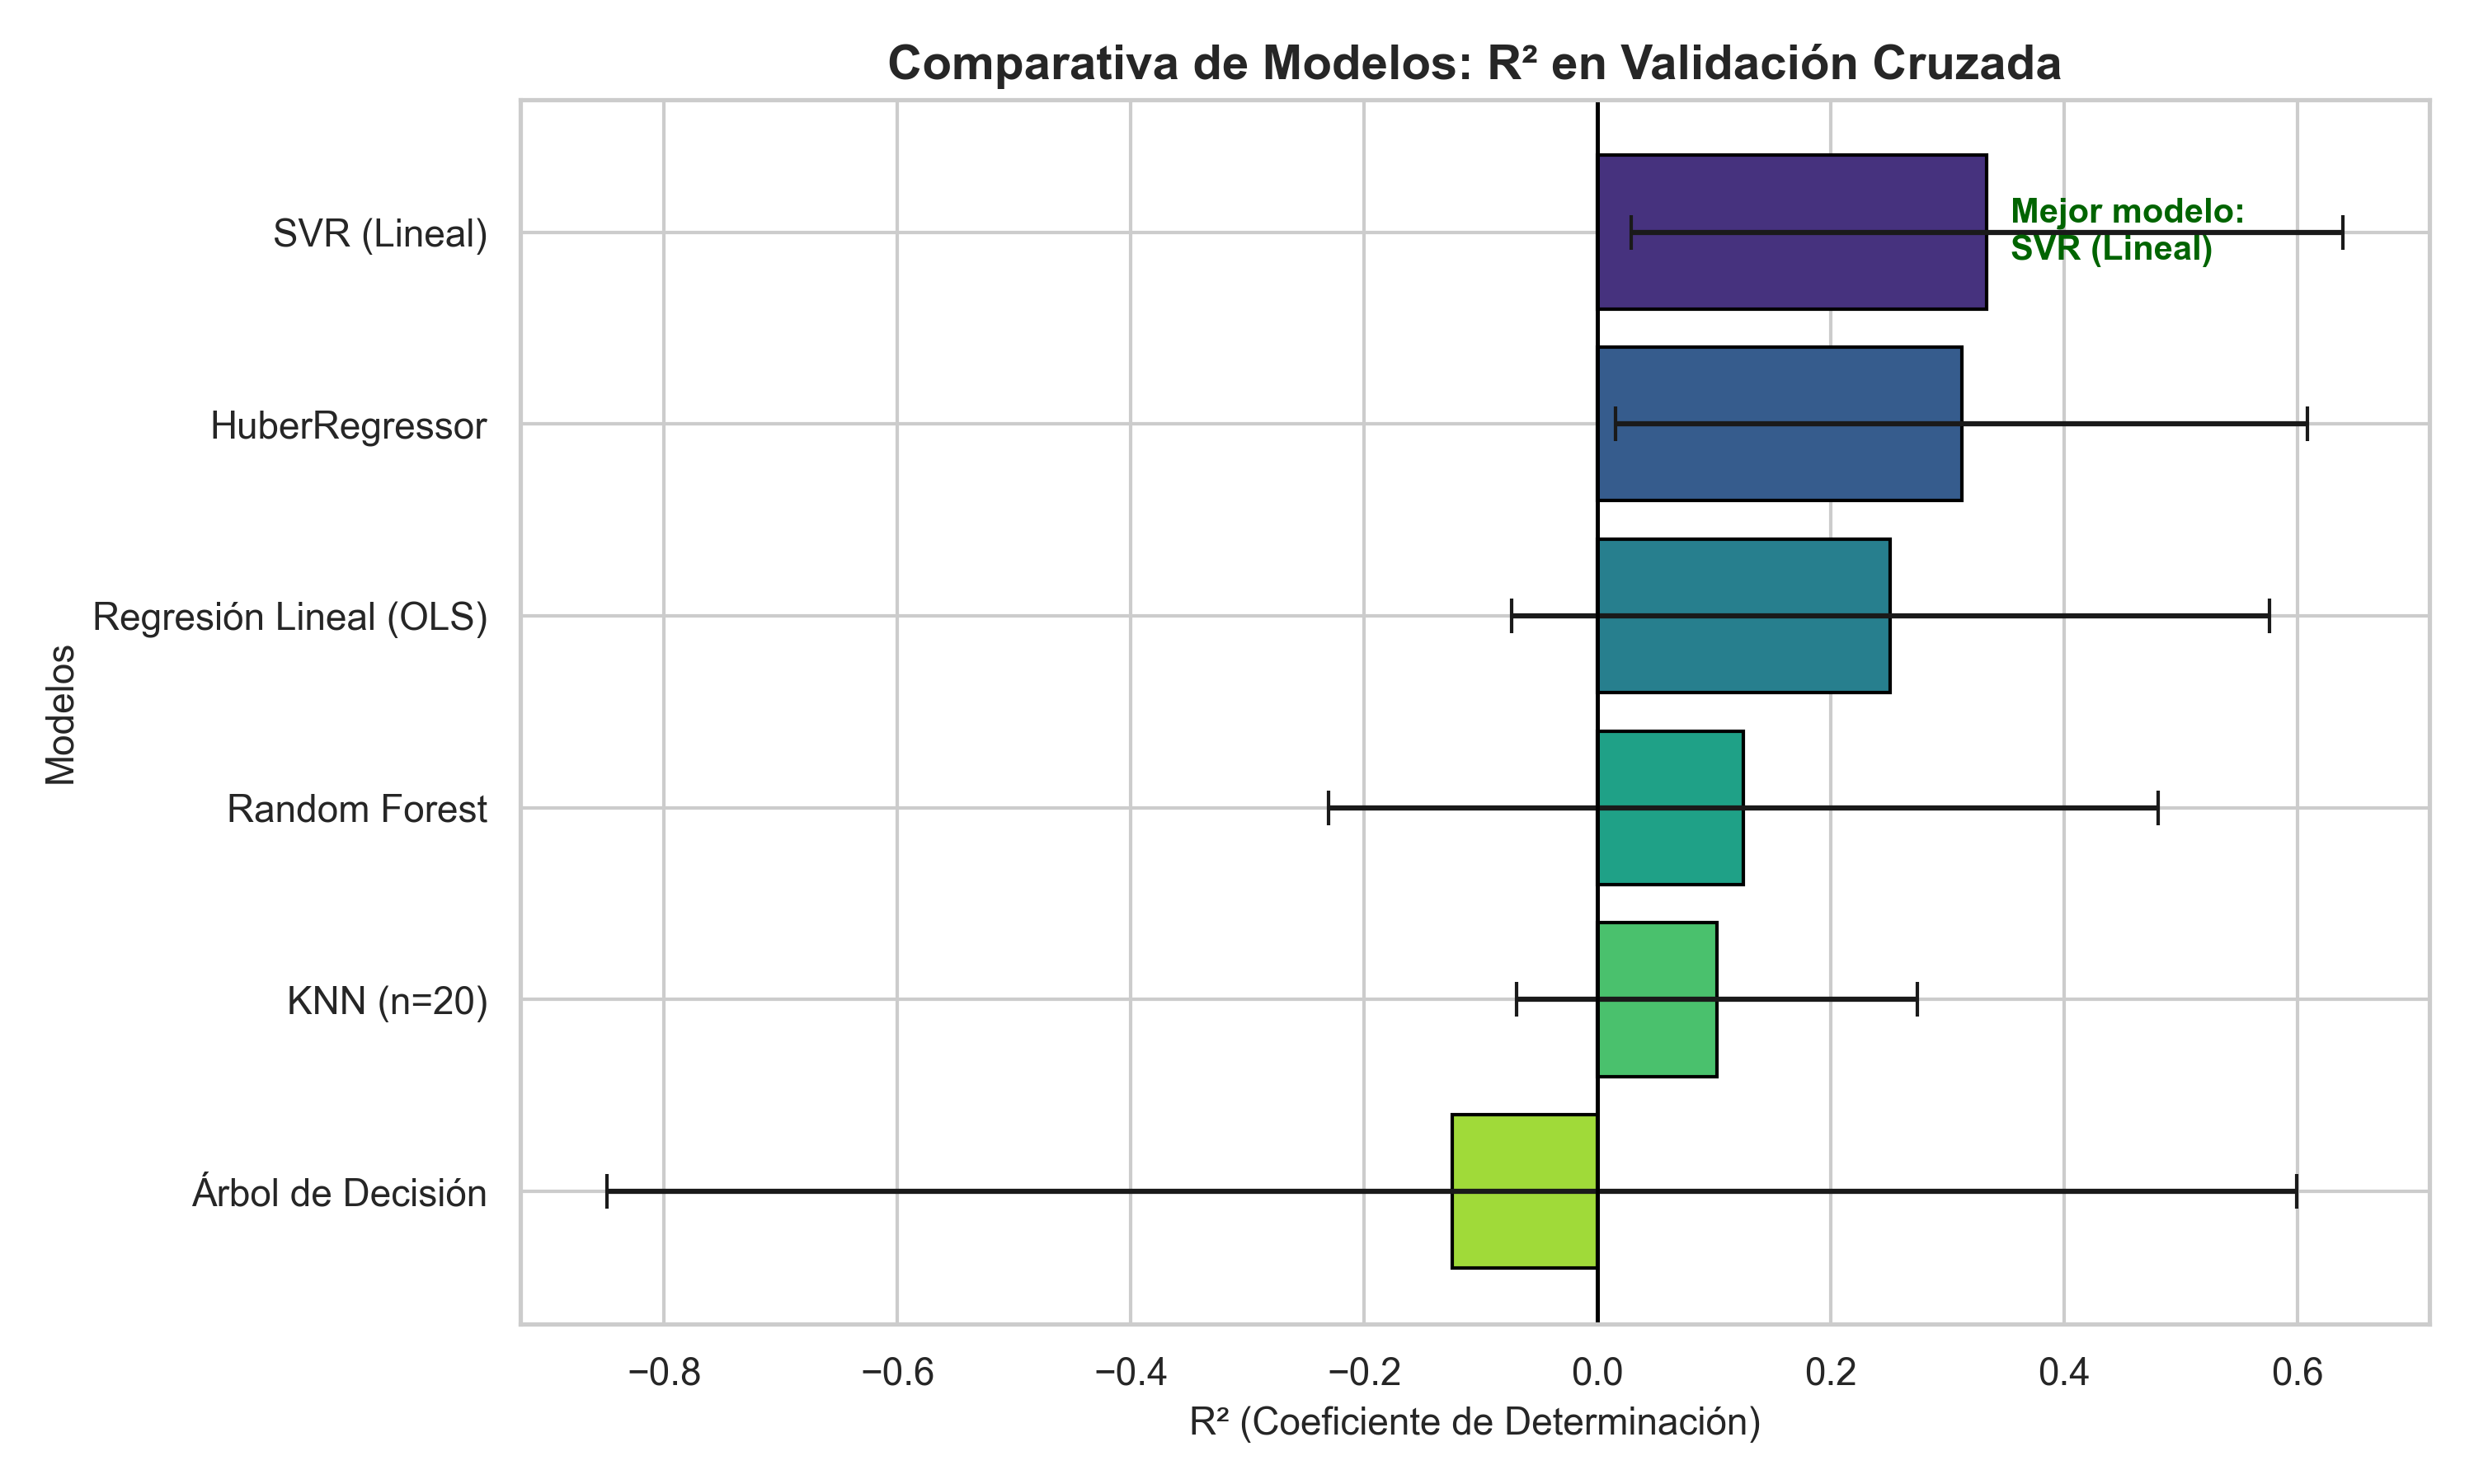 Comparativa de Modelos: R² en Validación Cruzada
Modelos
SVR (Lineal)
HuberRegressor
Regresión Lineal (OLS)
Random Forest
KNN (n=20)
Árbol de Decisión
Mejor modelo:
SVR (Lineal)
−0.8
−0.6
−0.4
−0.2
0.0
0.2
0.4
0.6
R² (Coeficiente de Determinación)